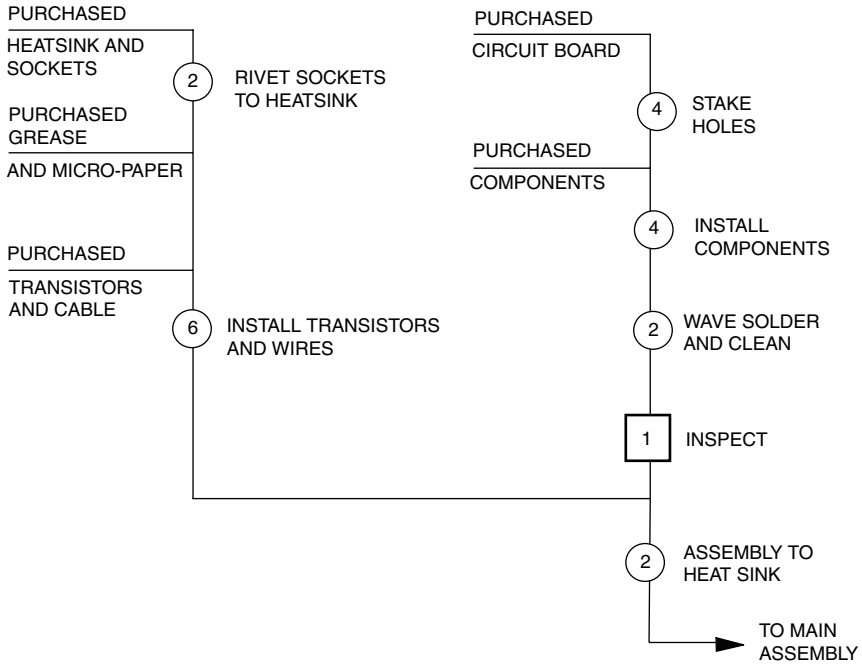 PURCHASED
HEATSINK AND
SOCKETS
2
RIVET SOCKETS
TO HEATSINK
PURCHASED
GREASE
AND MICRO-PAPER
PURCHASED
TRANSISTORS
AND CABLE
6
INSTALL TRANSISTORS
AND WIRES
PURCHASED
CIRCUIT BOARD
4
STAKE
HOLES
PURCHASED
COMPONENTS
4
INSTALL
COMPONENTS
2
WAVE SOLDER
AND CLEAN
1
INSPECT
2
ASSEMBLY TO
HEAT SINK
TO MAIN
ASSEMBLY